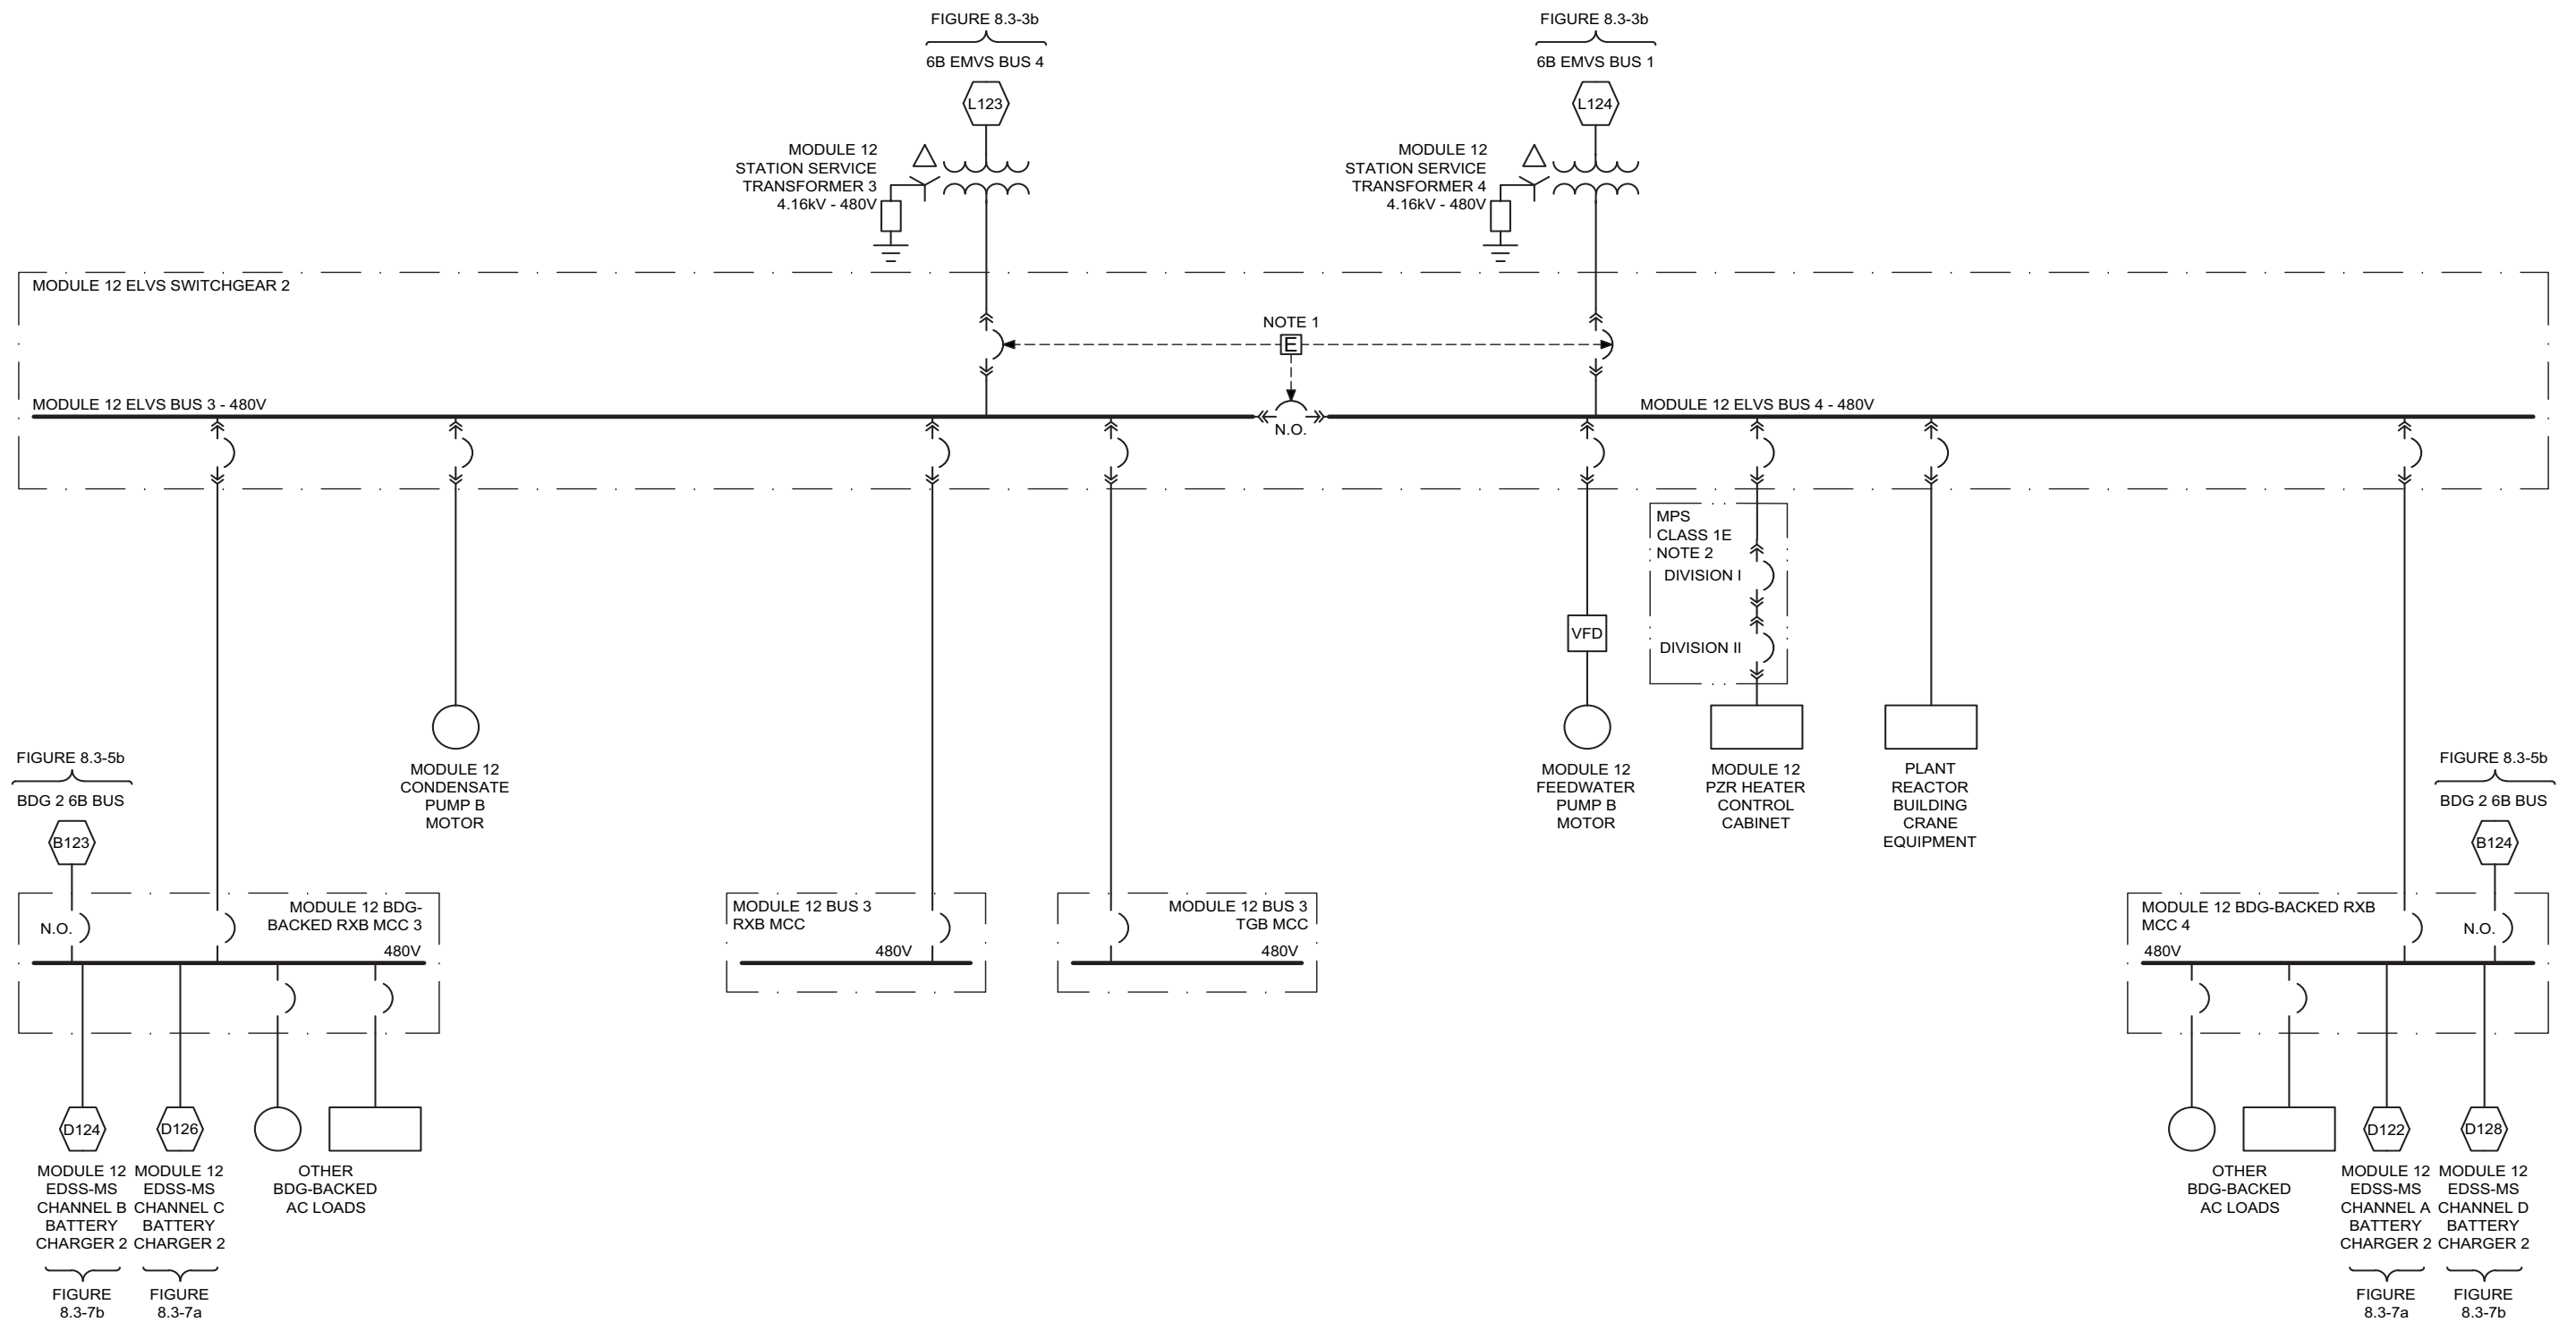 FIGURE 8.3-3b
6B EMVS BUS 4
L123
MODULE 12
STATION SERVICE
TRANSFORMER 3
4.16kV - 480V
FIGURE 8.3-3b
6B EMVS BUS 1
L124
MODULE 12
STATION SERVICE
TRANSFORMER 4
4.16kV - 480V
MODULE 12 ELVS SWITCHGEAR 2
NOTE 1
E
MODULE 12 ELVS BUS 3 - 480V
N.O.
MODULE 12 ELVS BUS 4 - 480V
MPS
CLASS 1E
NOTE 2
DIVISION I
DIVISION II
VFD
MODULE 12
CONDENSATE
PUMP B
MOTOR
MODULE 12
FEEDWATER
PUMP B
MOTOR
MODULE 12
PZR HEATER
CONTROL
CABINET
PLANT
REACTOR
BUILDING
CRANE
EQUIPMENT
FIGURE 8.3-5b
BDG 2 6B BUS
B123
N.O.
MODULE 12 BDG-
BACKED RXB MCC 3
480V
MODULE 12 BUS 3
RXB MCC
480V
MODULE 12 BUS 3
TGB MCC
480V
FIGURE 8.3-5b
BDG 2 6B BUS
B124
MODULE 12 BDG-BACKED RXB
MCC 4
480V
N.O.
D124
MODULE 12
EDSS-MS
CHANNEL B
BATTERY
CHARGER 2
FIGURE
8.3-7b
D126
MODULE 12
EDSS-MS
CHANNEL C
BATTERY
CHARGER 2
FIGURE
8.3-7a
OTHER
BDG-BACKED
AC LOADS
OTHER
BDG-BACKED
AC LOADS
D122
MODULE 12
EDSS-MS
CHANNEL A
BATTERY
CHARGER 2
FIGURE
8.3-7a
D128
MODULE 12
EDSS-MS
CHANNEL D
BATTERY
CHARGER 2
FIGURE
8.3-7b